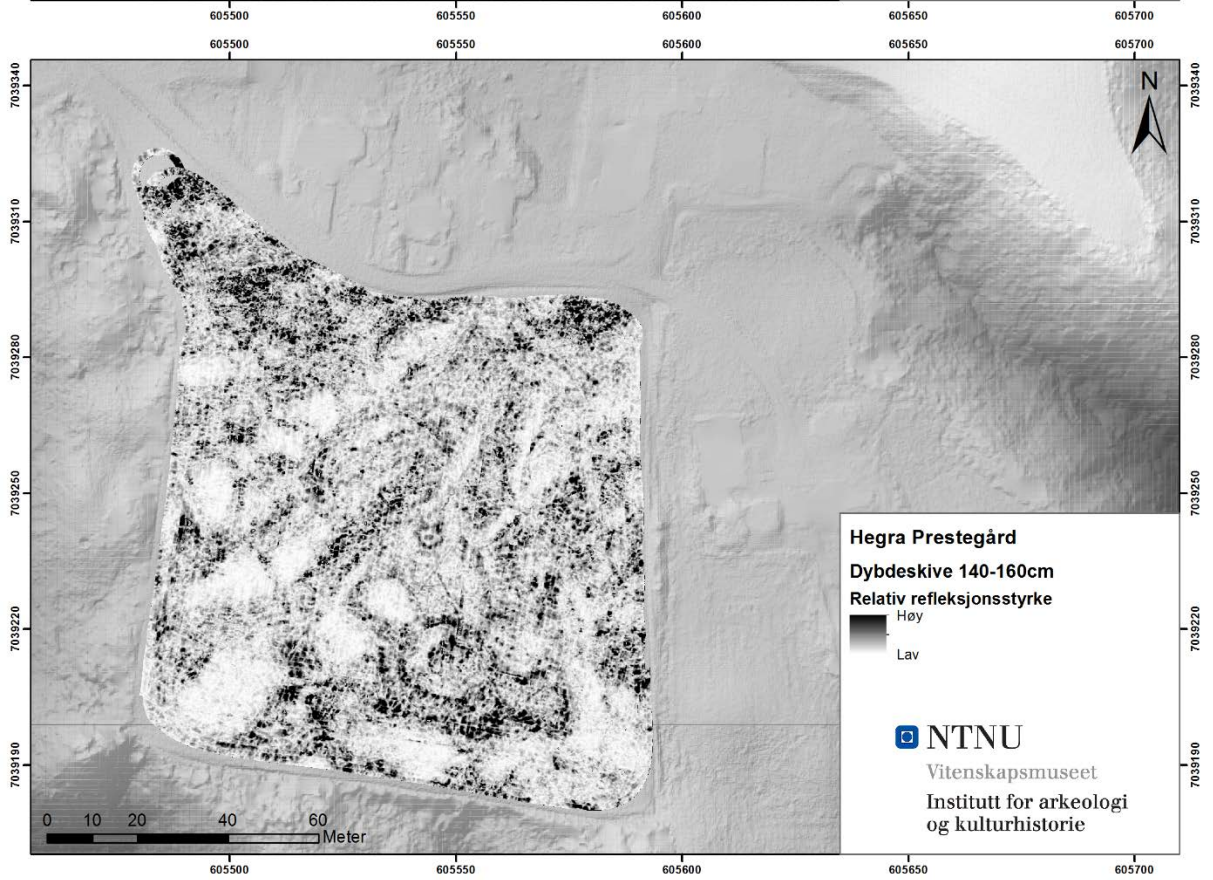 605500 605550 605600 605650 605700
605500 605550 605600 605650 605700
7039340 7039340
N
7039310 7039310
7039280 7039280
7039250 7039250
Hegra Prestegård
Dybdeskive 140-160cm
Relativ refleksjonsstyrke
Høy
Lav
7039220 7039220
NTNU
Vitenskapsmuseet
Institutt for arkeologi
og kulturhistorie
7039190 7039190
0 10 20 40 60
Meter
605500 605550 605600 605650 605700